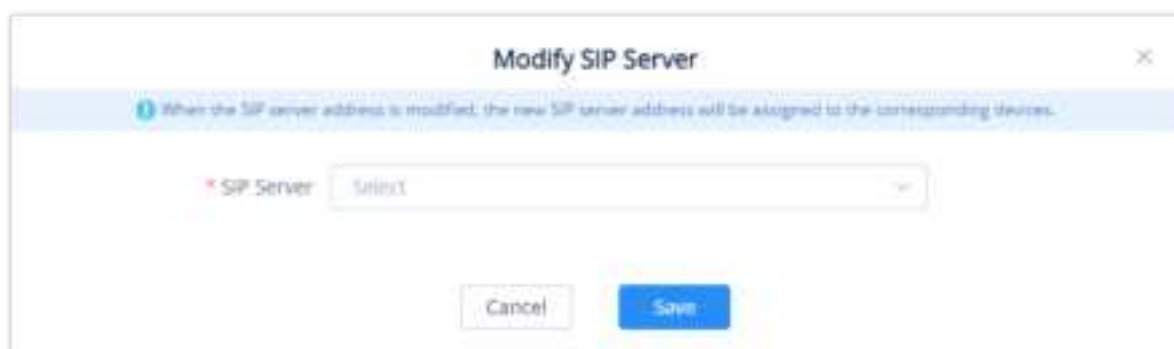 Modify SIP Server
When the SIP server address is modified, the new SIP server address will be assigned to the corresponding devices.
* SIP Server Select
Cancel Save